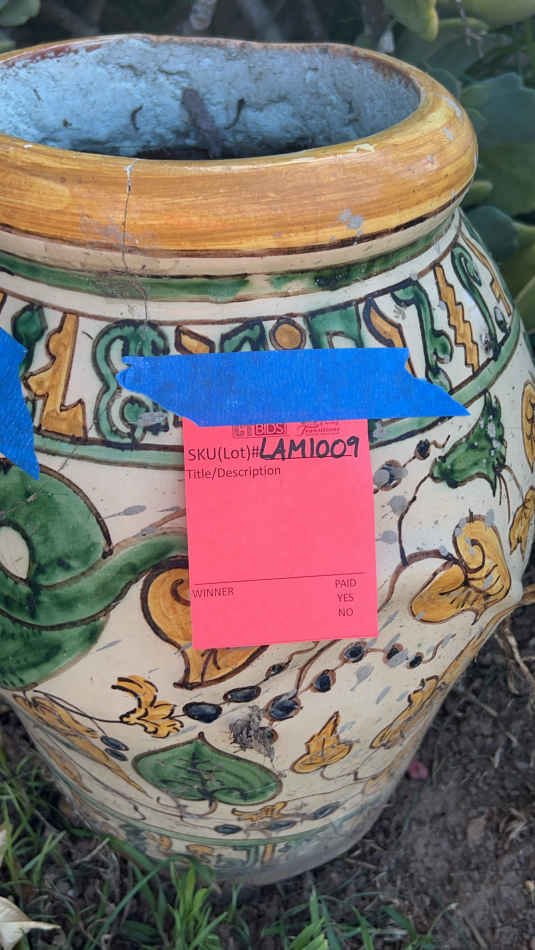 BIDS
SKU(Lot)#LAM1009
Title/Description
WINNER
PAID
YES
NO